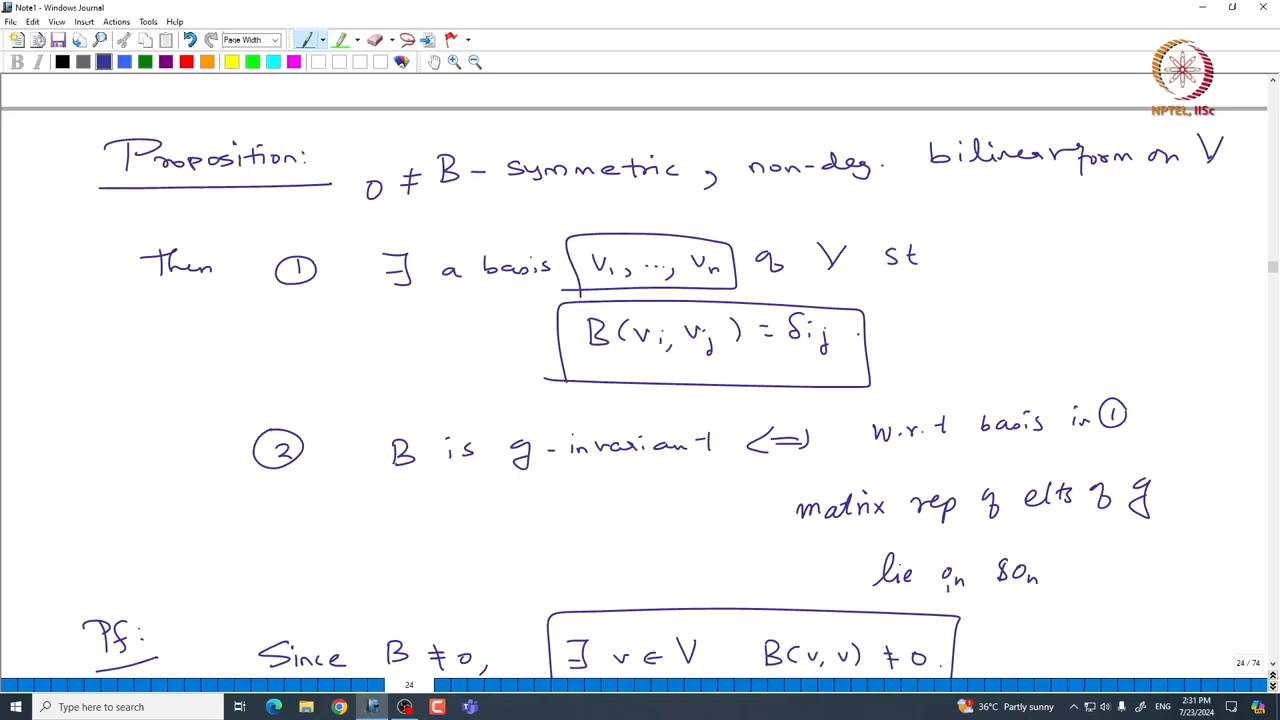 Note1 - Windows Journal
File Edit View Insert Actions Tools Help
Page Width
NPTEL, IISc
Proposition: 0 ≠ B - symmetric, non-deg. bilinear form on V
Then ① ∃ a basis v₁, ..., vₙ of V st
B(vᵢ, vⱼ) = δᵢⱼ.
② B is g-invariant <=> w.r.t basis in ①
matrix rep of elts of g
lie in soₙ
Pf: Since B ≠ 0, ∃ v ∈ V B(v, v) ≠ 0.
24 / 74
24
Type here to search
36°C Partly sunny
ENG
2:31 PM
7/23/2024